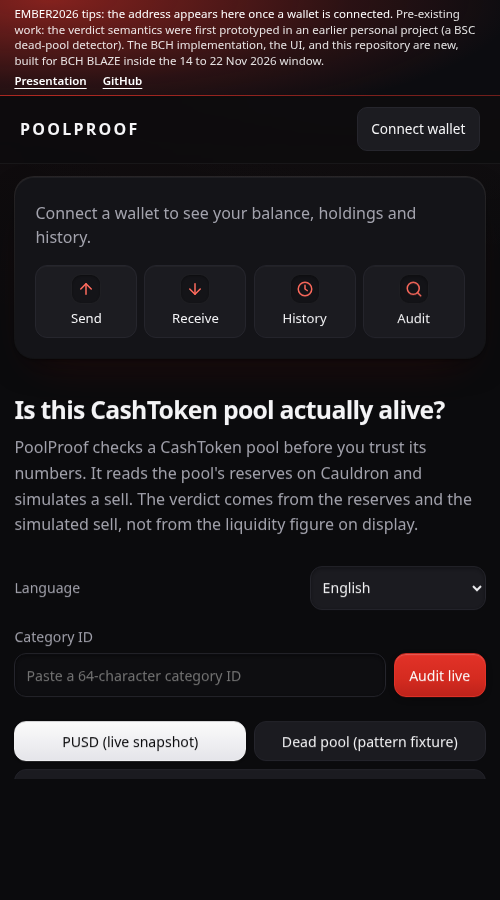 EMBER2026 tips: the address appears here once a wallet is connected. Pre-existing
work: the verdict semantics were first prototyped in an earlier personal project (a BSC
dead-pool detector). The BCH implementation, the UI, and this repository are new,
built for BCH BLAZE inside the 14 to 22 Nov 2026 window.
Presentation GitHub
POOLPROOF
Connect wallet
Connect a wallet to see your balance, holdings and
history.
Send Receive History Audit
Is this CashToken pool actually alive?
PoolProof checks a CashToken pool before you trust its
numbers. It reads the pool's reserves on Cauldron and
simulates a sell. The verdict comes from the reserves and the
simulated sell, not from the liquidity figure on display.
Language
English
Category ID
Paste a 64-character category ID
Audit live
PUSD (live snapshot) Dead pool (pattern fixture)